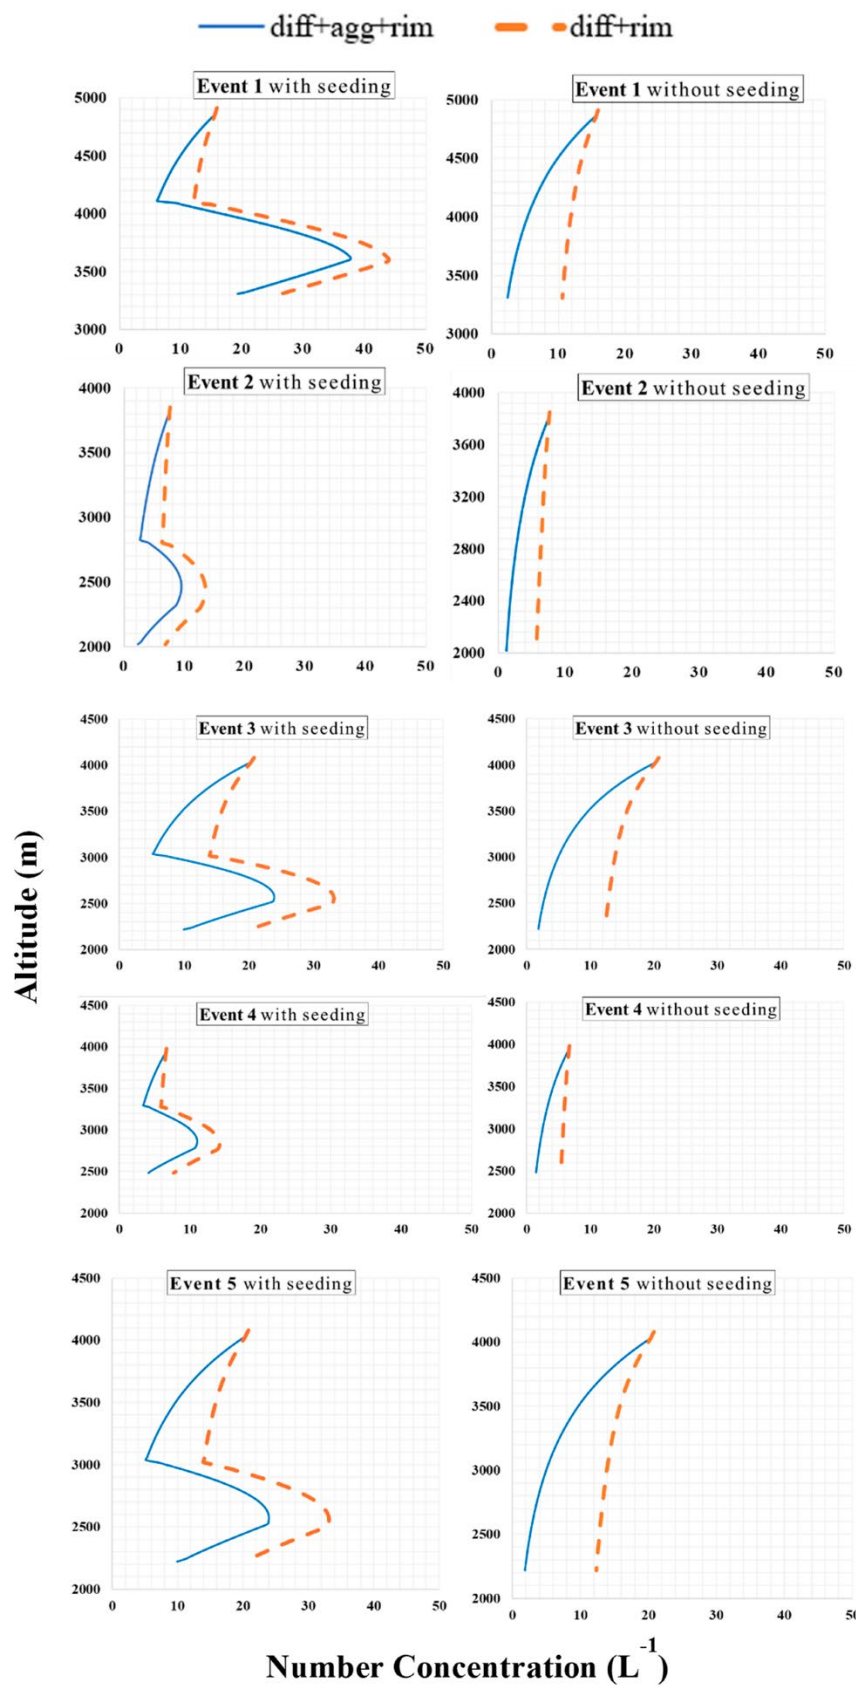 diff+agg+rim diff+rim
Event 1 with seeding
5000
4500
4000
3500
3000
0 10 20 30 40 50
Event 1 without seeding
5000
4500
4000
3500
3000
0 10 20 30 40 50
Event 2 with seeding
4000
3500
3000
2500
2000
0 10 20 30 40 50
Event 2 without seeding
4000
3600
3200
2800
2400
2000
0 10 20 30 40 50
Event 3 with seeding
4500
4000
3500
3000
2500
2000
0 10 20 30 40 50
Event 3 without seeding
4500
4000
3500
3000
2500
2000
0 10 20 30 40 50
Altitude (m)
Event 4 with seeding
4500
4000
3500
3000
2500
2000
0 10 20 30 40 50
Event 4 without seeding
4500
4000
3500
3000
2500
2000
0 10 20 30 40 50
Event 5 with seeding
4500
4000
3500
3000
2500
2000
0 10 20 30 40 50
Event 5 without seeding
4500
4000
3500
3000
2500
2000
0 10 20 30 40 50
Number Concentration (L⁻¹)